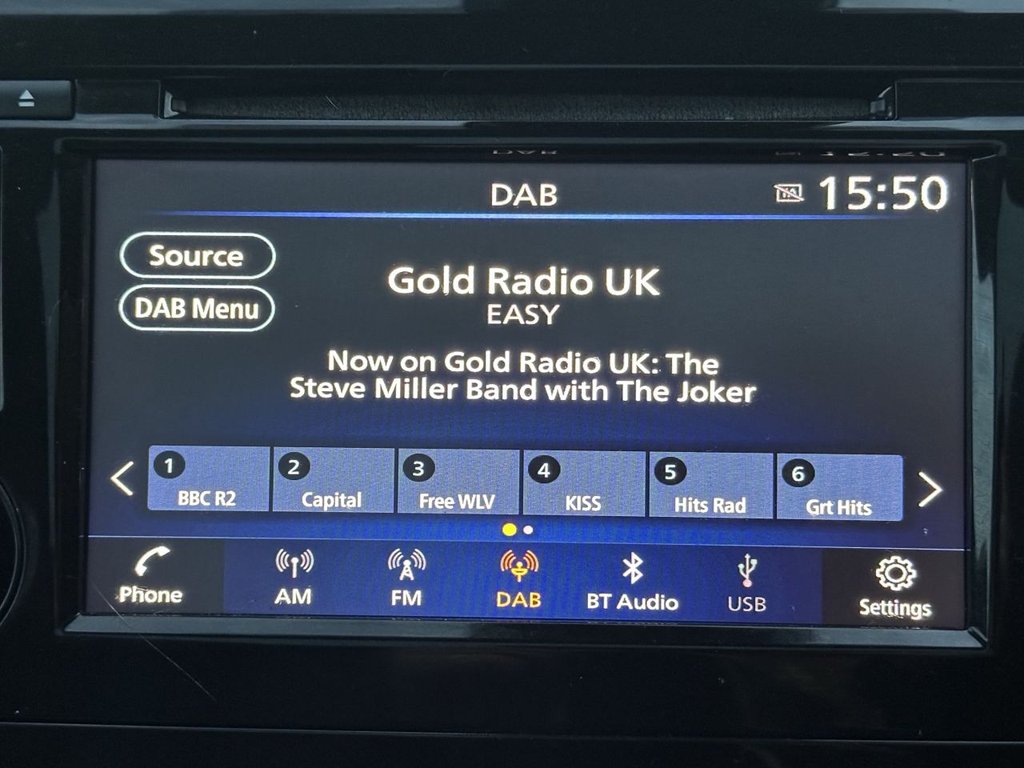 DAB
TA 15:50
Source
DAB Menu
Gold Radio UK
EASY
Now on Gold Radio UK: The
Steve Miller Band with The Joker
1 2 3 4 5 6
BBC R2 Capital Free WLV KISS Hits Rad Grt Hits
Phone AM FM DAB BT Audio USB Settings